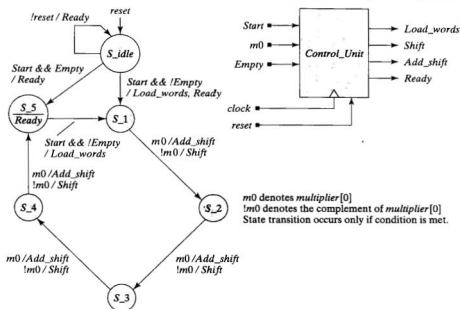 reset
!reset / Ready
S_idle
Start && Empty
/ Ready
Start && !Empty
/ Load_words, Ready
S_5
Ready
S_1
Start && !Empty
/ Load_words
m0 /Add_shift
!m0 / Shift
m0/Add_shift
!m0/ Shift
S_4
S_2
m0/Add_shift
!m0 / Shift
m0 /Add_shift
!m0 / Shift
S_3
Start
m0
Empty
Control_Unit
Load_words
Shift
Add_shift
Ready
clock
reset
m0 denotes multiplier[0]
!m0 denotes the complement of multiplier[0]
State transition occurs only if condition is met.